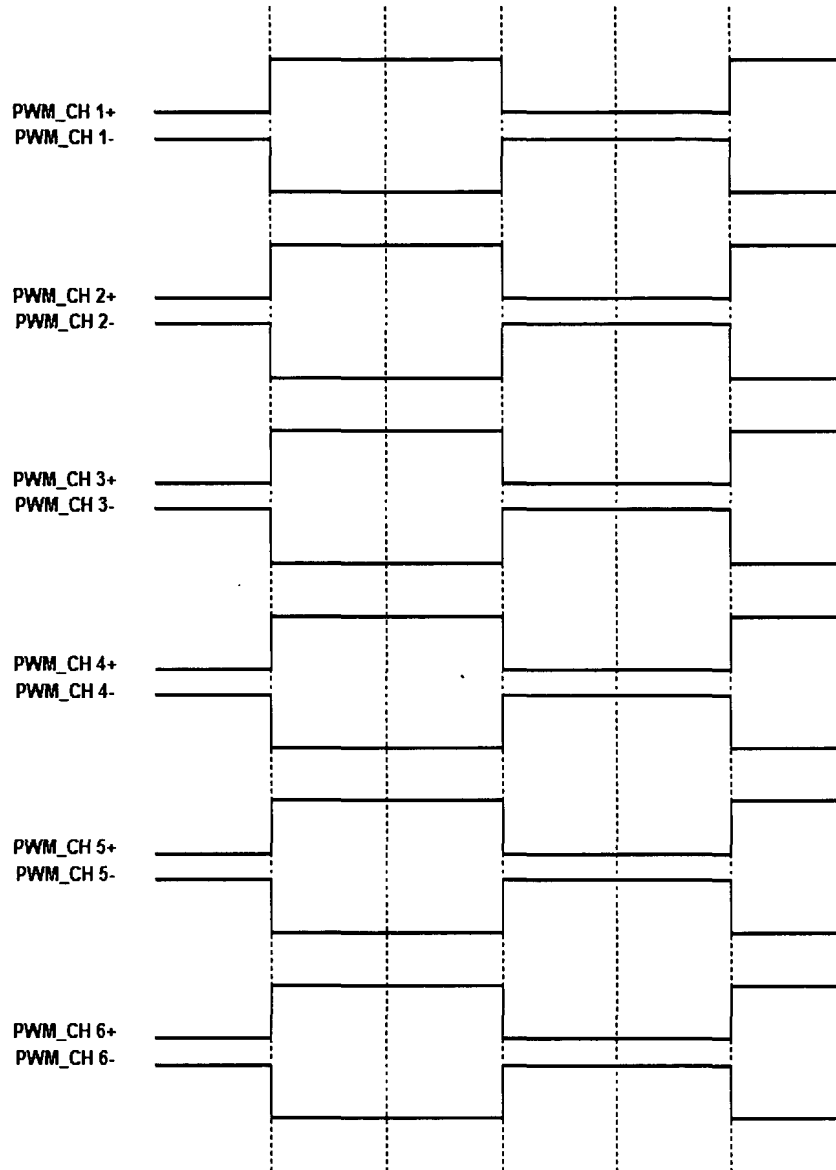 PWM_CH 1+
PWM_CH 1-
PWM_CH 2+
PWM_CH 2-
PWM_CH 3+
PWM_CH 3-
PWM_CH 4+
PWM_CH 4-
PWM_CH 5+
PWM_CH 5-
PWM_CH 6+
PWM_CH 6-